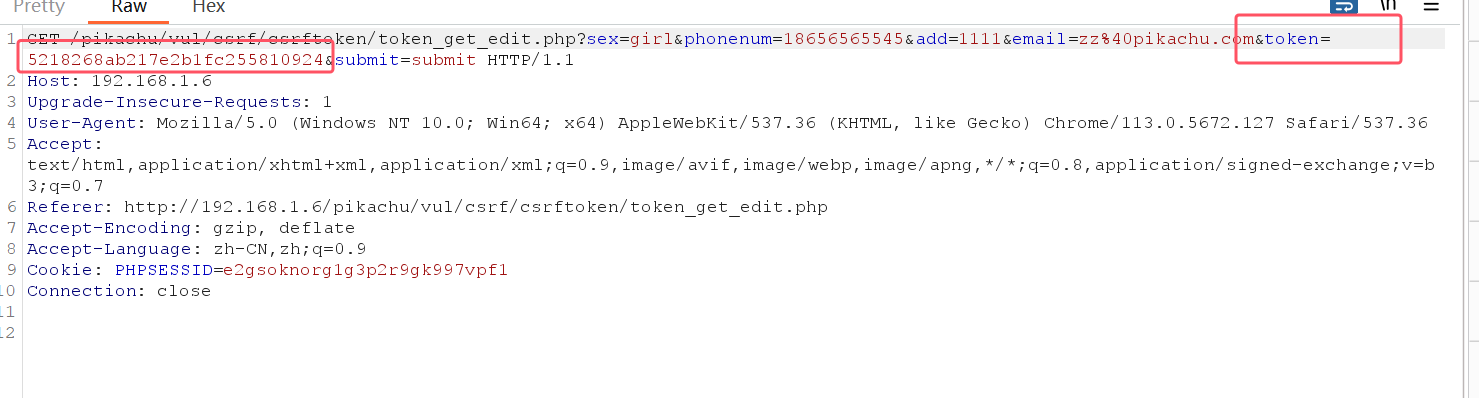 Pretty Raw Hex \n
1 GET /pikachu/vul/csrf/csrftoken/token_get_edit.php?sex=girl&phonenum=18656565545&add=1111&email=zz%40pikachu.com&token=
5218268ab217e2b1fc255810924&submit=submit HTTP/1.1
2 Host: 192.168.1.6
3 Upgrade-Insecure-Requests: 1
4 User-Agent: Mozilla/5.0 (Windows NT 10.0; Win64; x64) AppleWebKit/537.36 (KHTML, like Gecko) Chrome/113.0.5672.127 Safari/537.36
5 Accept:
text/html,application/xhtml+xml,application/xml;q=0.9,image/avif,image/webp,image/apng,*/*;q=0.8,application/signed-exchange;v=b
3;q=0.7
6 Referer: http://192.168.1.6/pikachu/vul/csrf/csrftoken/token_get_edit.php
7 Accept-Encoding: gzip, deflate
8 Accept-Language: zh-CN,zh;q=0.9
9 Cookie: PHPSESSID=e2gsoknorg1g3p2r9gk997vpf1
10 Connection: close
11
12